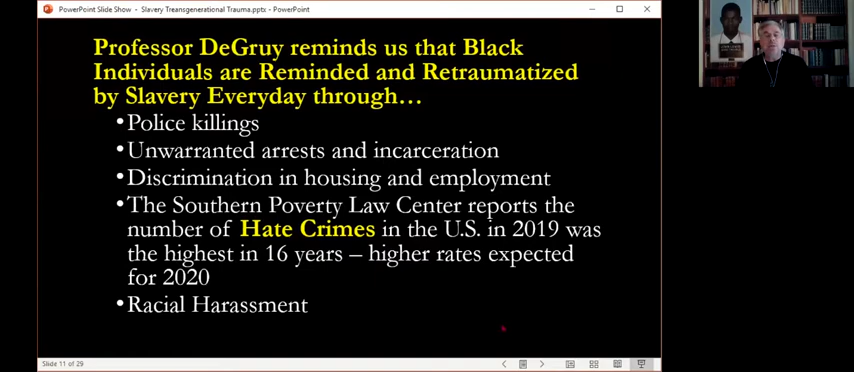 PowerPoint Slide Show - Slavery Treansgenerational Trauma.pptx - PowerPoint
Professor DeGruy reminds us that Black
Individuals are Reminded and Retraumatized
by Slavery Everyday through…
•Police killings
•Unwarranted arrests and incarceration
•Discrimination in housing and employment
•The Southern Poverty Law Center reports the
number of Hate Crimes in the U.S. in 2019 was
the highest in 16 years – higher rates expected
for 2020
•Racial Harassment
Slide 11 of 29